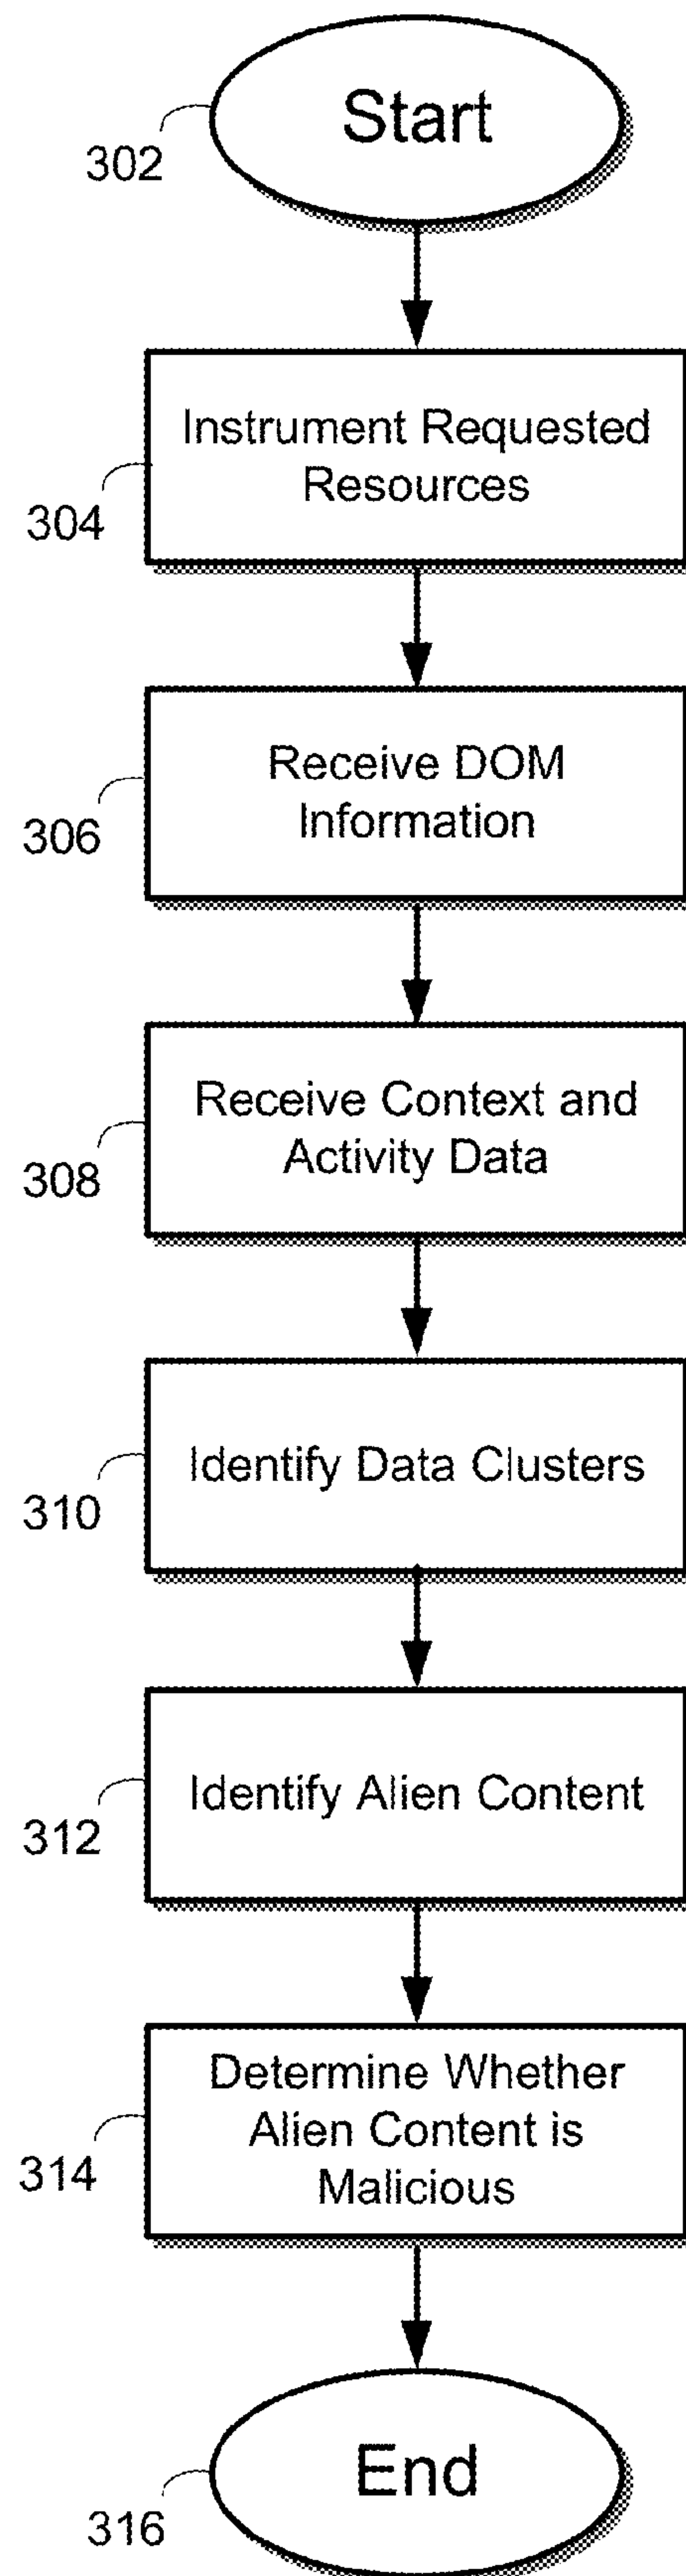 Start
302
Instrument Requested
Resources
304
Receive DOM
Information
306
Receive Context and
Activity Data
308
Identify Data Clusters
310
Identify Alien Content
312
Determine Whether
Alien Content is
Malicious
314
End
316